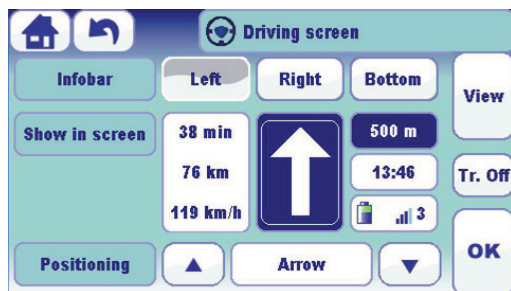 Driving screen
Infobar
Left
Right
Bottom
View
Show in screen
38 min
76 km
119 km/h
500 m
13:46
3
Tr. Off
Positioning
Arrow
OK